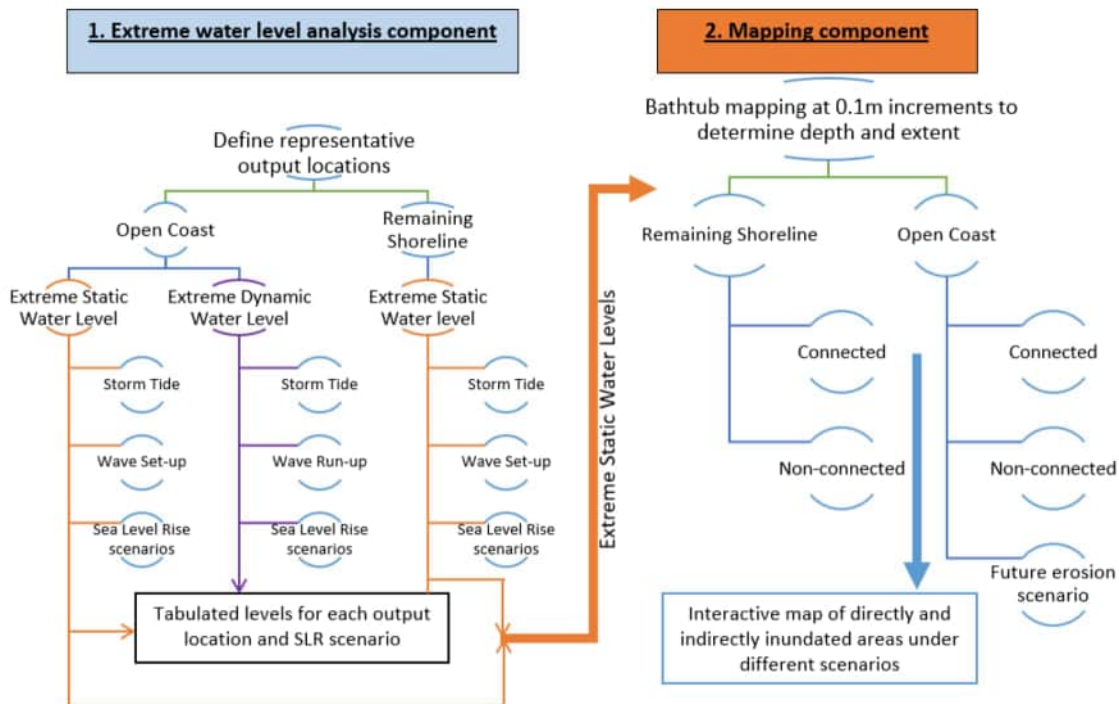 1. Extreme water level analysis component
Define representative
output locations
Open Coast
Remaining
Shoreline
Extreme Static
Water Level
Extreme Dynamic
Water Level
Extreme Static
Water level
Storm Tide
Storm Tide
Storm Tide
Wave Set-up
Wave Run-up
Wave Set-up
Sea Level Rise
scenarios
Sea Level Rise
scenarios
Sea Level Rise
scenarios
Tabulated levels for each output
location and SLR scenario
Extreme Static Water Levels
2. Mapping component
Bathtub mapping at 0.1m increments to
determine depth and extent
Remaining Shoreline
Open Coast
Connected
Connected
Non-connected
Non-connected
Future erosion
scenario
Interactive map of directly and
indirectly inundated areas under
different scenarios